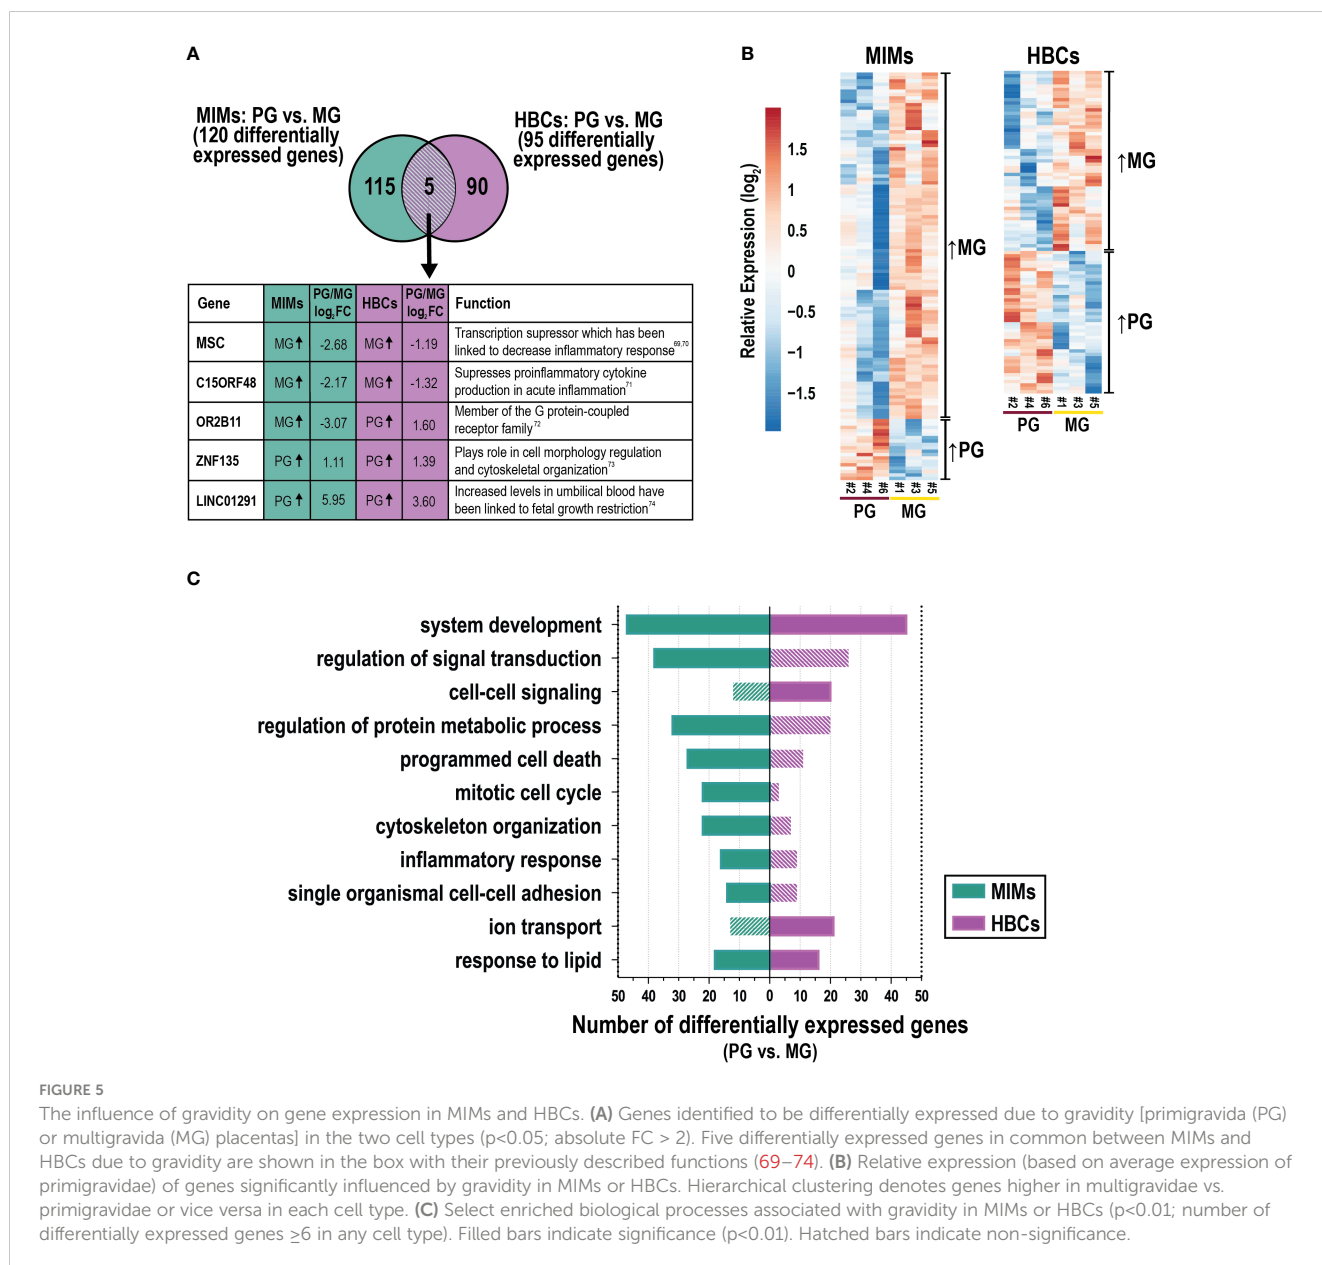 A
MIMs: PG vs. MG
(120 differentially
expressed genes)
HBCs: PG vs. MG
(95 differentially
expressed genes)
115
5
90
Gene
MIMs
PG/MG
log2FC
HBCs
PG/MG
log2FC
Function
MSC
MG↑
-2.68
MG↑
-1.19
Transcription supressor which has been
linked to decrease inflammatory response69,70
C15ORF48
MG↑
-2.17
MG↑
-1.32
Supresses proinflammatory cytokine
production in acute inflammation71
OR2B11
MG↑
-3.07
PG↑
1.60
Member of the G protein-coupled
receptor family72
ZNF135
PG↑
1.11
PG↑
1.39
Plays role in cell morphology regulation
and cytoskeletal organization73
LINC01291
PG↑
5.95
PG↑
3.60
Increased levels in umbilical blood have
been linked to fetal growth restriction74
B
Relative Expression (log2)
1.5
1
0.5
0
−0.5
−1
−1.5
MIMs
↑MG
↑PG
#2 #4 #6 #1 #3 #5
PG MG
HBCs
↑MG
↑PG
#2 #4 #6 #1 #3 #5
PG MG
C
system development
regulation of signal transduction
cell-cell signaling
regulation of protein metabolic process
programmed cell death
mitotic cell cycle
cytoskeleton organization
inflammatory response
single organismal cell-cell adhesion
ion transport
response to lipid
50 40 30 20 10 0 10 20 30 40 50
Number of differentially expressed genes
(PG vs. MG)
MIMs
HBCs
FIGURE 5
The influence of gravidity on gene expression in MIMs and HBCs. (A) Genes identified to be differentially expressed due to gravidity [primigravida (PG)
or multigravida (MG) placentas] in the two cell types (p<0.05; absolute FC > 2). Five differentially expressed genes in common between MIMs and
HBCs due to gravidity are shown in the box with their previously described functions (69–74). (B) Relative expression (based on average expression of
primigravidae) of genes significantly influenced by gravidity in MIMs or HBCs. Hierarchical clustering denotes genes higher in multigravidae vs.
primigravidae or vice versa in each cell type. (C) Select enriched biological processes associated with gravidity in MIMs or HBCs (p<0.01; number of
differentially expressed genes ≥6 in any cell type). Filled bars indicate significance (p<0.01). Hatched bars indicate non-significance.